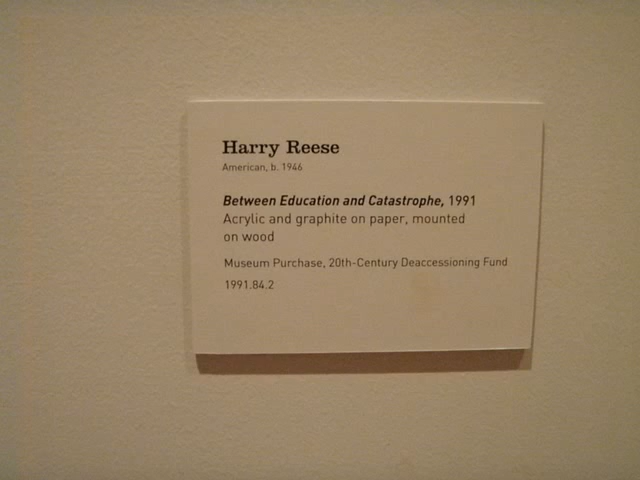 Harry Reese
American, b. 1946
Between Education and Catastrophe, 1991
Acrylic and graphite on paper, mounted
on wood
Museum Purchase, 20th-Century Deaccessioning Fund
1991.84.2